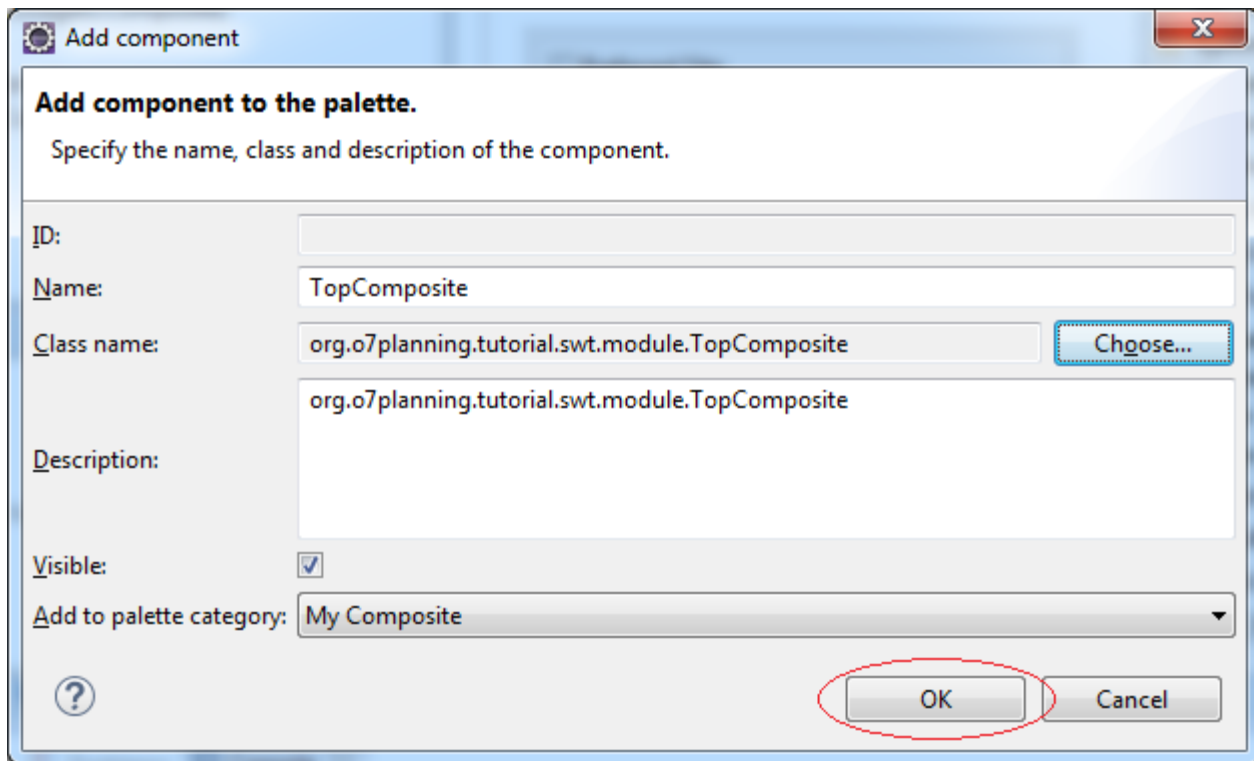 Add component
Add component to the palette.
Specify the name, class and description of the component.
ID:
Name: TopComposite
Class name: org.o7planning.tutorial.swt.module.TopComposite Choose...
Description: org.o7planning.tutorial.swt.module.TopComposite
Visible:
Add to palette category: My Composite
? OK Cancel